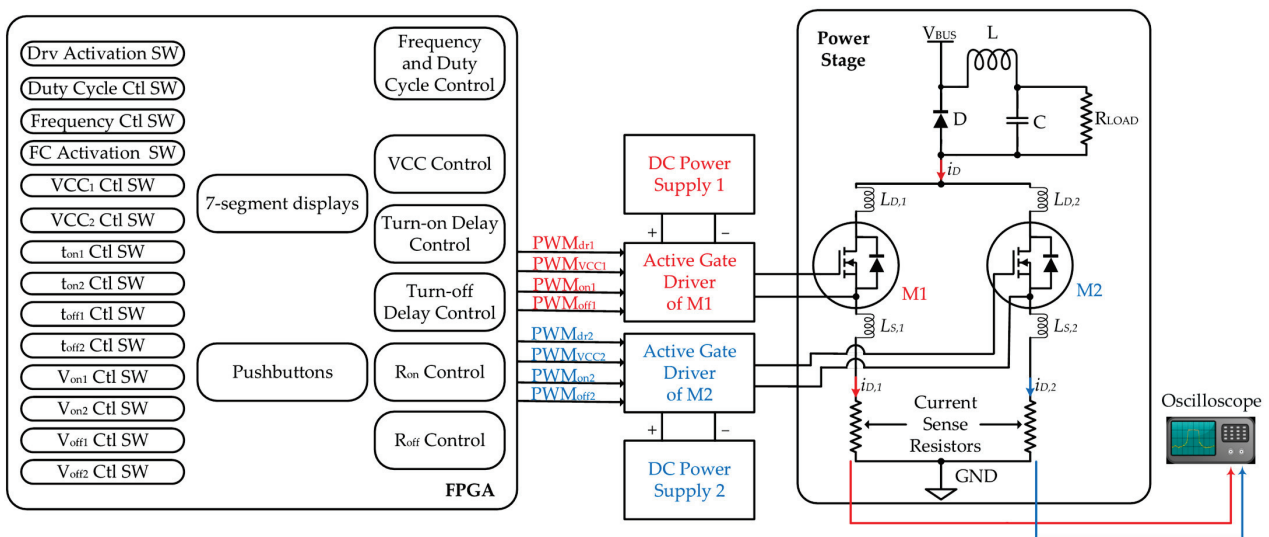 Drv Activation SW
Duty Cycle Ctl SW
Frequency Ctl SW
FC Activation SW
VCC1 Ctl SW
VCC2 Ctl SW
ton1 Ctl SW
ton2 Ctl SW
toff1 Ctl SW
toff2 Ctl SW
Von1 Ctl SW
Von2 Ctl SW
Voff1 Ctl SW
Voff2 Ctl SW
7-segment displays
Pushbuttons
Frequency
and Duty
Cycle Control
VCC Control
Turn-on Delay
Control
Turn-off
Delay Control
Ron Control
Roff Control
FPGA
PWMdr1
PWMVCC1
PWMon1
PWMoff1
PWMdr2
PWMVCC2
PWMon2
PWMoff2
DC Power
Supply 1
+ −
Active Gate
Driver
of M1
Active Gate
Driver
of M2
+ −
DC Power
Supply 2
Power
Stage
VBUS
L
D
C
RLOAD
iD
LD,1
LD,2
M1
M2
LS,1
LS,2
iD,1
iD,2
Current
Sense
Resistors
GND
Oscilloscope